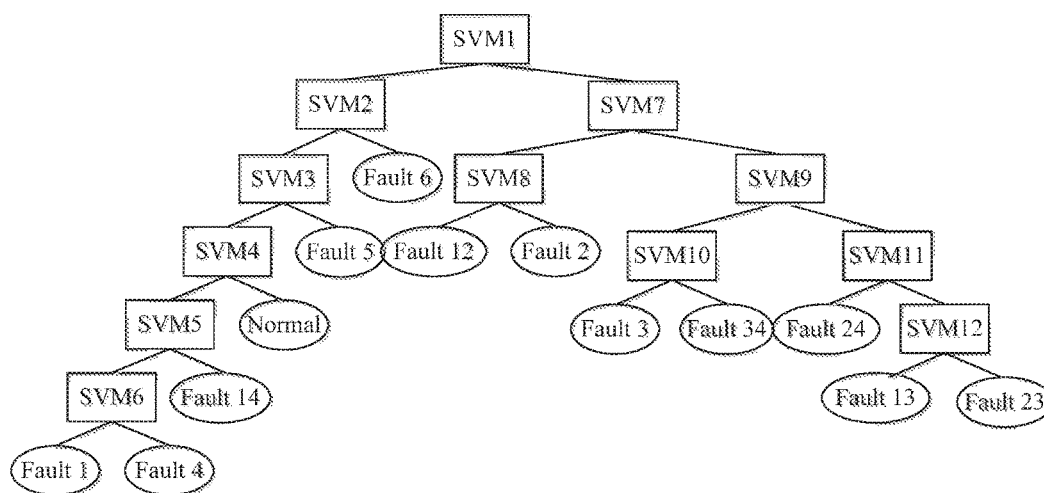 SVM1
SVM2
SVM7
SVM3
Fault 6
SVM8
SVM9
SVM4
Fault 5
Fault 12
Fault 2
SVM10
SVM11
SVM5
Normal
Fault 3
Fault 34
Fault 24
SVM12
SVM6
Fault 14
Fault 13
Fault 23
Fault 1
Fault 4